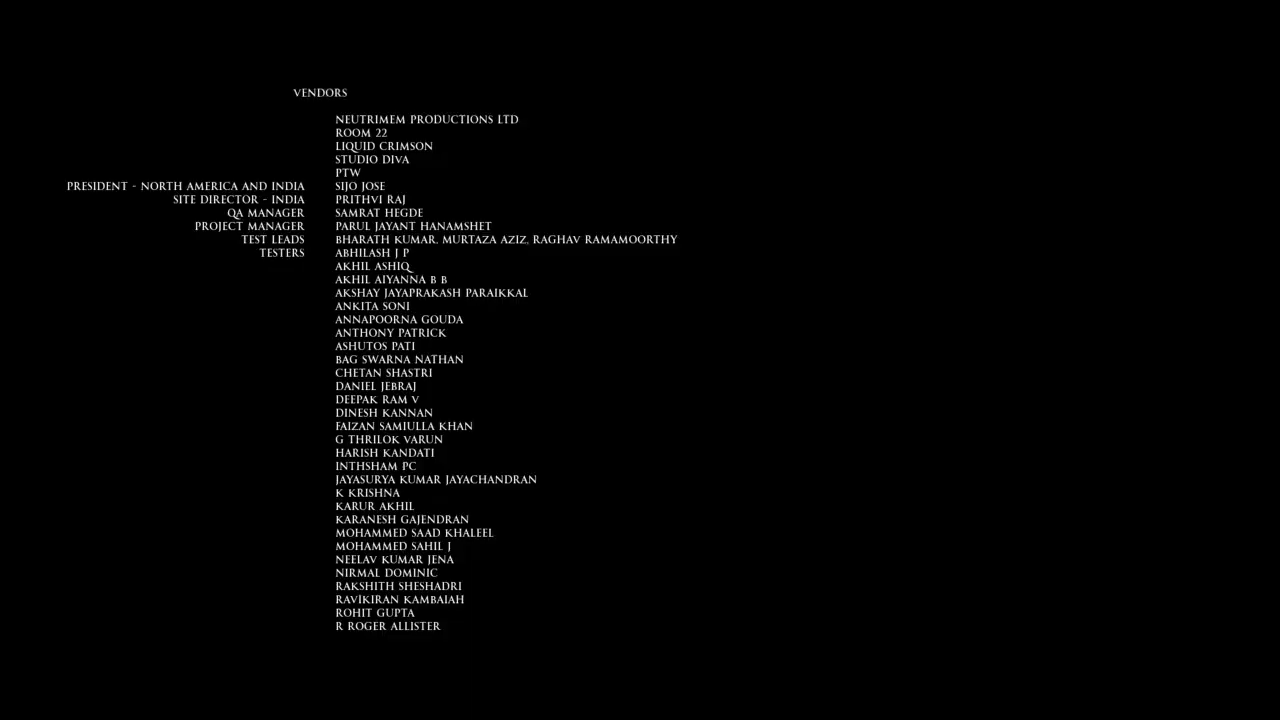 VENDORS
NEUTRIMEM PRODUCTIONS LTD
ROOM 22
LIQUID CRIMSON
STUDIO DIVA
PTW
PRESIDENT - NORTH AMERICA AND INDIA SIJO JOSE
SITE DIRECTOR - INDIA PRITHVI RAJ
QA MANAGER SAMRAT HEGDE
PROJECT MANAGER PARUL JAYANT HANAMSHET
TEST LEADS BHARATH KUMAR, MURTAZA AZIZ, RAGHAV RAMAMOORTHY
TESTERS ABHILASH J P
AKHIL ASHIQ
AKHIL AIYANNA B B
AKSHAY JAYAPRAKASH PARAIKKAL
ANKITA SONI
ANNAPOORNA GOUDA
ANTHONY PATRICK
ASHUTOS PATI
BAG SWARNA NATHAN
CHETAN SHASTRI
DANIEL JEBRAJ
DEEPAK RAM V
DINESH KANNAN
FAIZAN SAMIULLA KHAN
G THRILOK VARUN
HARISH KANDATI
INTHSHAM PC
JAYASURYA KUMAR JAYACHANDRAN
K KRISHNA
KARUR AKHIL
KARANESH GAJENDRAN
MOHAMMED SAAD KHALEEL
MOHAMMED SAHIL J
NEELAV KUMAR JENA
NIRMAL DOMINIC
RAKSHITH SHESHADRI
RAVIKIRAN KAMBAIAH
ROHIT GUPTA
R ROGER ALLISTER